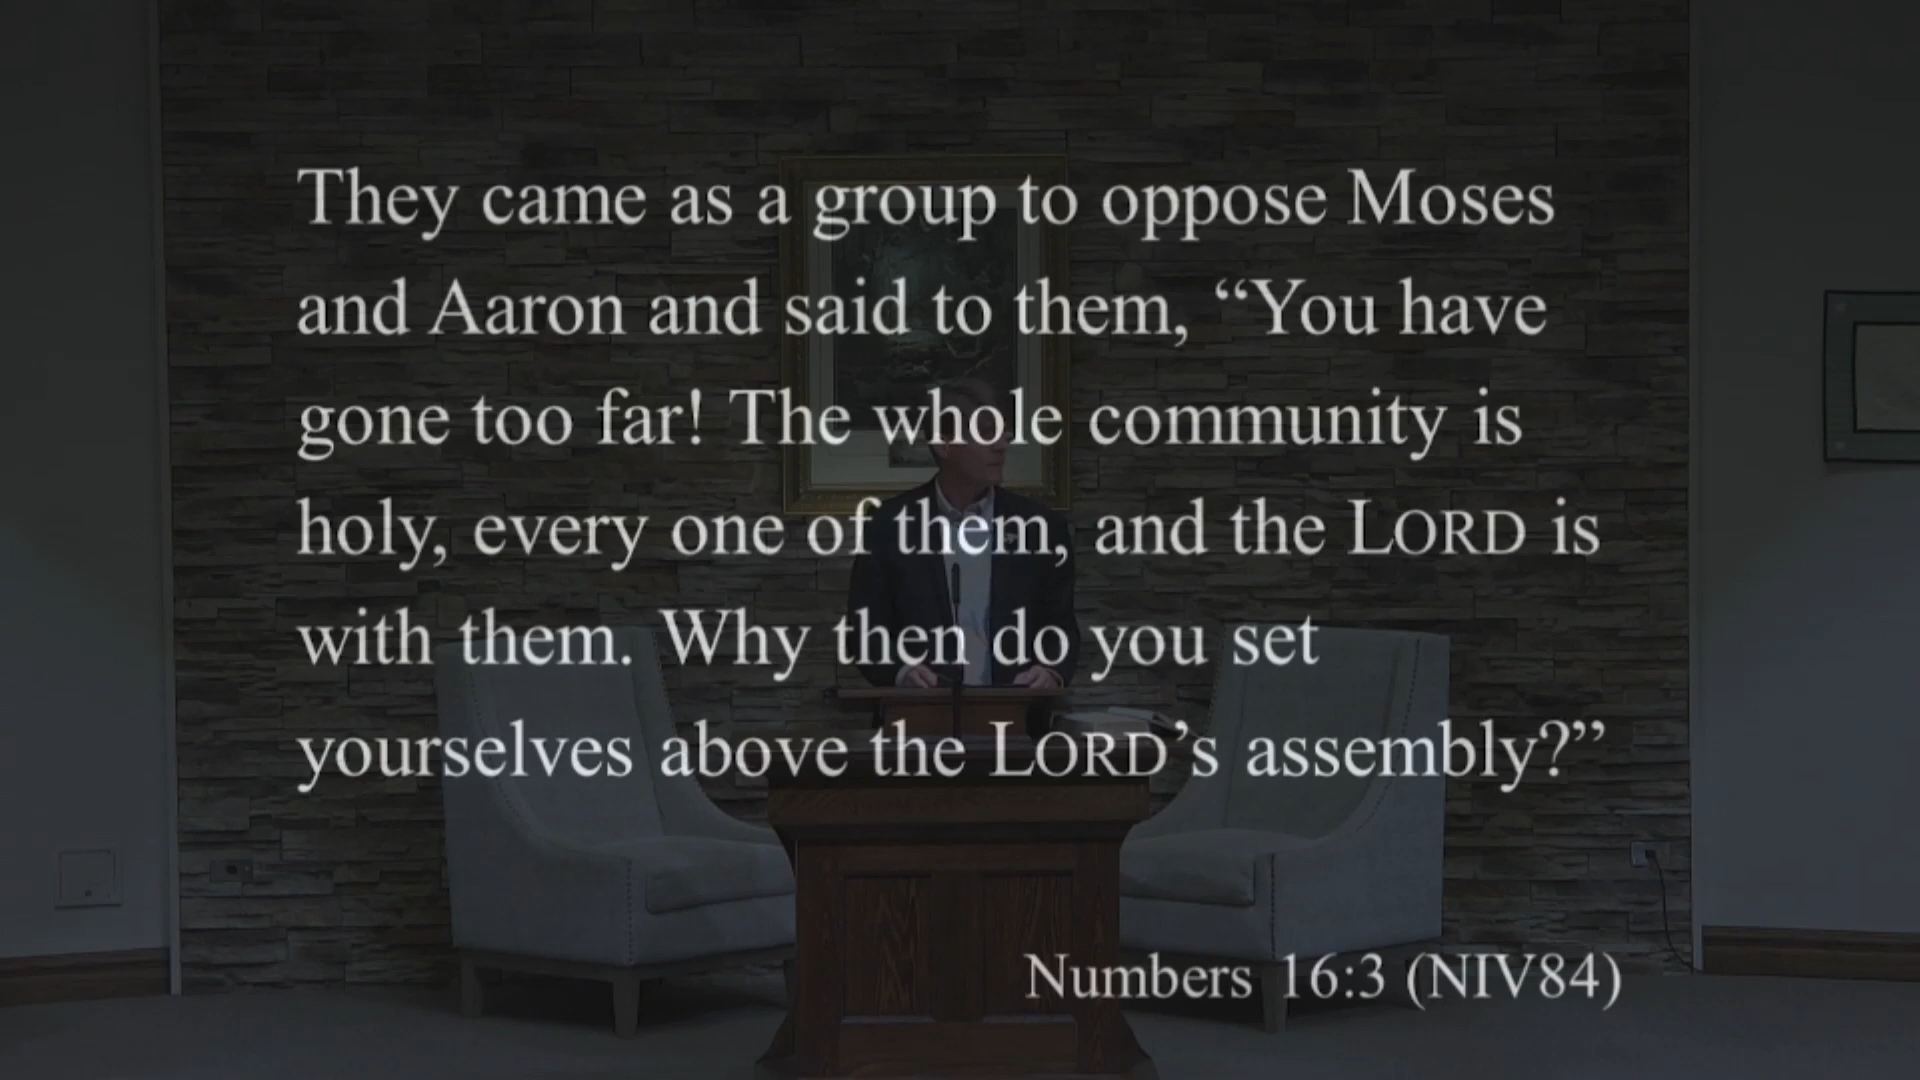 They came as a group to oppose Moses
and Aaron and said to them, “You have
gone too far! The whole community is
holy, every one of them, and the LORD is
with them. Why then do you set
yourselves above the LORD’s assembly?”
Numbers 16:3 (NIV84)